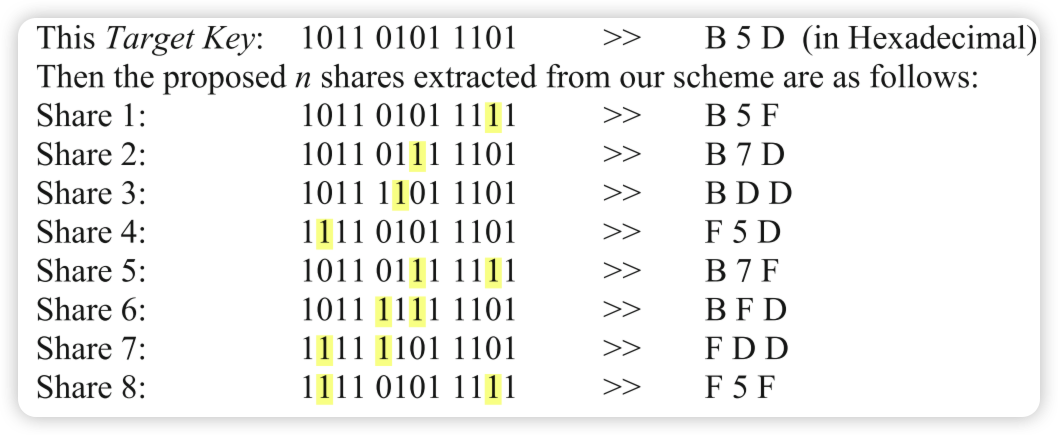 This Target Key: 1011 0101 1101 >> B 5 D (in Hexadecimal)
Then the proposed n shares extracted from our scheme are as follows:
Share 1: 1011 0101 1111 >> B 5 F
Share 2: 1011 0111 1101 >> B 7 D
Share 3: 1011 1101 1101 >> B D D
Share 4: 1111 0101 1101 >> F 5 D
Share 5: 1011 0111 1111 >> B 7 F
Share 6: 1011 1111 1101 >> B F D
Share 7: 1111 1101 1101 >> F D D
Share 8: 1111 0101 1111 >> F 5 F